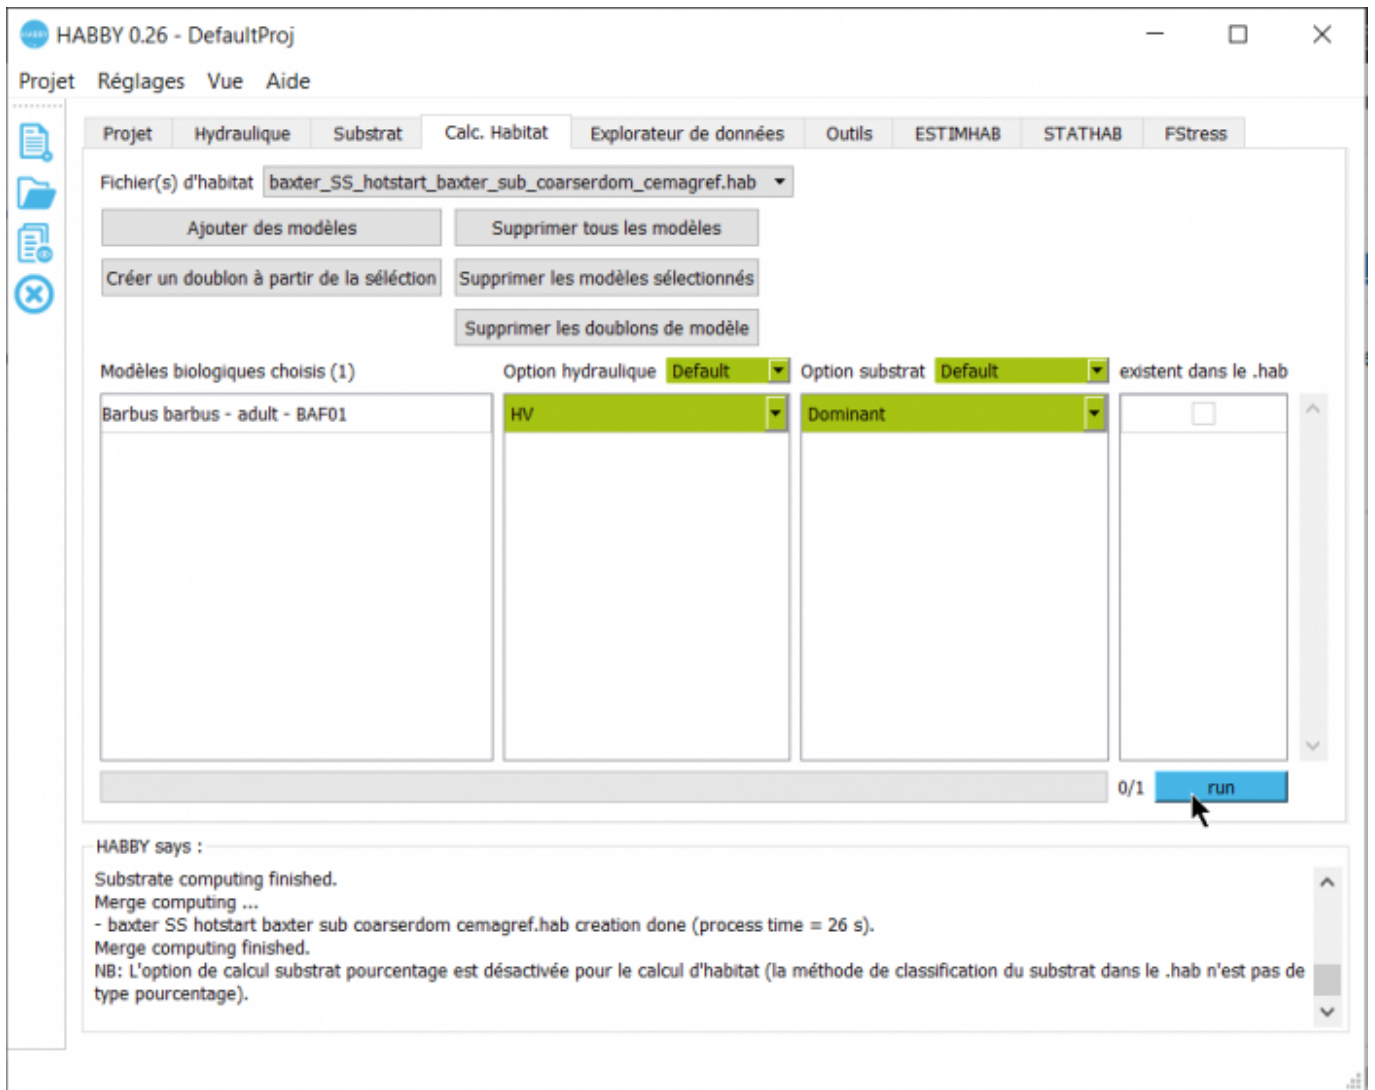 HABBY 0.26 - DefaultProj
Projet Réglages Vue Aide
Projet Hydraulique Substrat Calc. Habitat Explorateur de données Outils ESTIMHAB STATHAB FStress
Fichier(s) d'habitat baxter_SS_hotstart_baxter_sub_coarserdom_cemagref.hab
Ajouter des modèles Supprimer tous les modèles
Créer un doublon à partir de la séléction Supprimer les modèles sélectionnés
Supprimer les doublons de modèle
Modèles biologiques choisis (1) Option hydraulique Default Option substrat Default existent dans le .hab
Barbus barbus - adult - BAF01 HV Dominant
0/1 run
HABBY says :
Substrate computing finished.
Merge computing ...
- baxter SS hotstart baxter sub coarserdom cemagref.hab creation done (process time = 26 s).
Merge computing finished.
NB: L'option de calcul substrat pourcentage est désactivée pour le calcul d'habitat (la méthode de classification du substrat dans le .hab n'est pas de
type pourcentage).